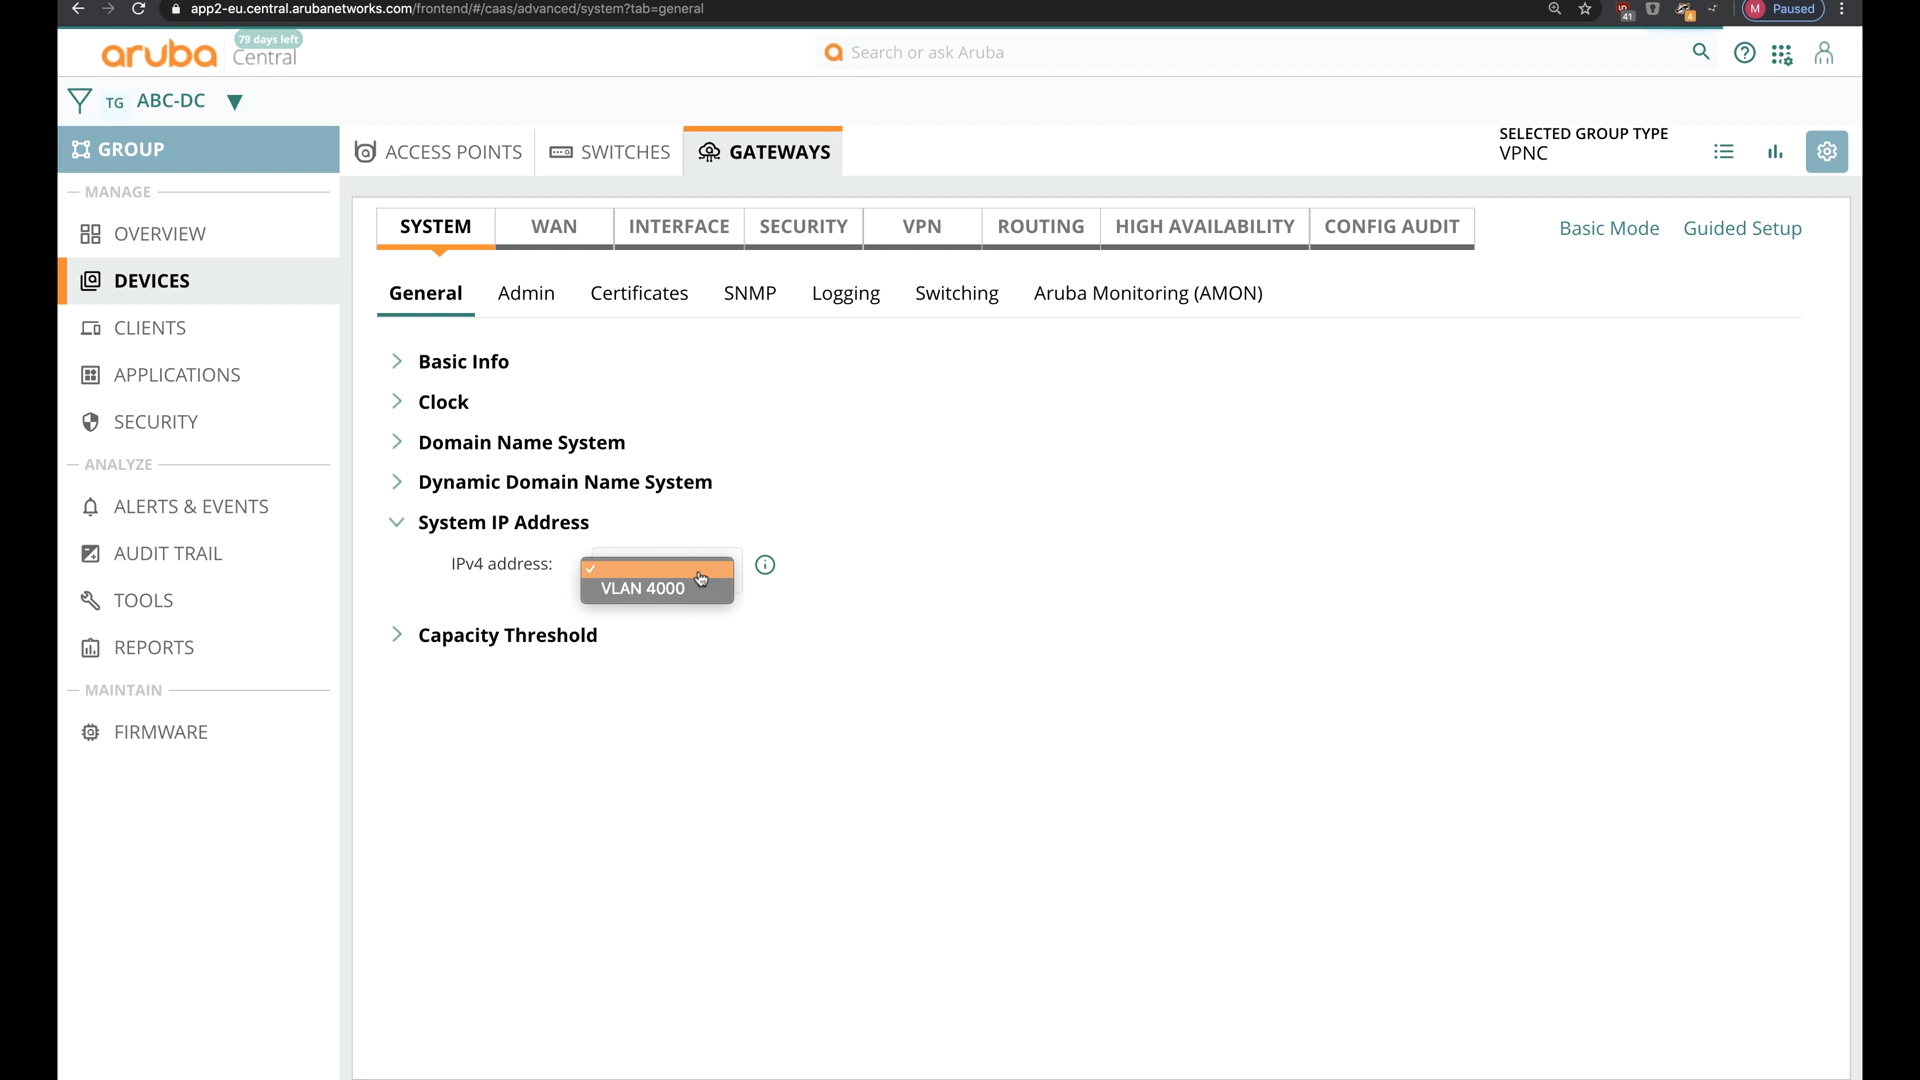 app2-eu.central.arubanetworks.com/frontend/#/caas/advanced/system?tab=general
41
4
M Paused
aruba Central
79 days left
Search or ask Aruba
TG ABC-DC
GROUP
MANAGE
OVERVIEW
DEVICES
CLIENTS
APPLICATIONS
SECURITY
ANALYZE
ALERTS & EVENTS
AUDIT TRAIL
TOOLS
REPORTS
MAINTAIN
FIRMWARE
ACCESS POINTS
SWITCHES
GATEWAYS
SELECTED GROUP TYPE
VPNC
SYSTEM
WAN
INTERFACE
SECURITY
VPN
ROUTING
HIGH AVAILABILITY
CONFIG AUDIT
Basic Mode
Guided Setup
General
Admin
Certificates
SNMP
Logging
Switching
Aruba Monitoring (AMON)
Basic Info
Clock
Domain Name System
Dynamic Domain Name System
System IP Address
IPv4 address:
VLAN 4000
Capacity Threshold